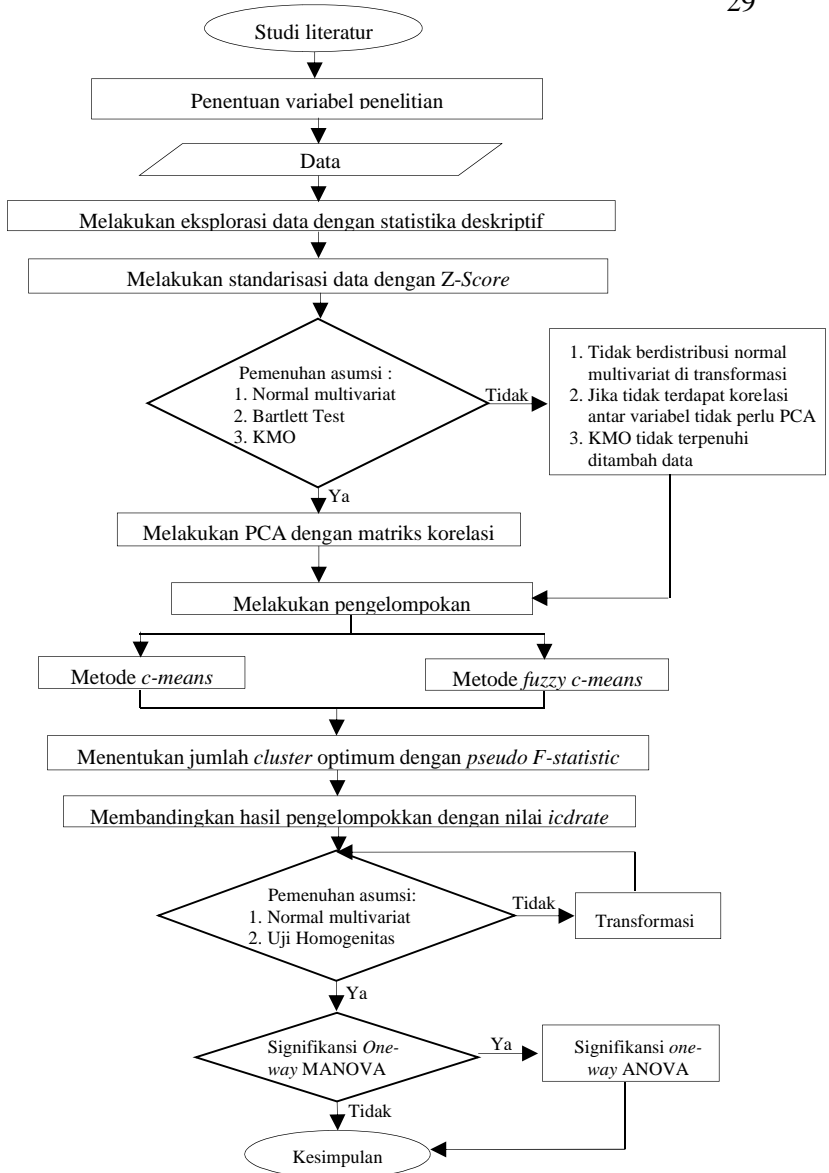 29
Studi literatur
Penentuan variabel penelitian
Data
Melakukan eksplorasi data dengan statistika deskriptif
Melakukan standarisasi data dengan Z-Score
Pemenuhan asumsi :
1. Normal multivariat
2. Bartlett Test
3. KMO
Tidak
1. Tidak berdistribusi normal
multivariat di transformasi
2. Jika tidak terdapat korelasi
antar variabel tidak perlu PCA
3. KMO tidak terpenuhi
ditambah data
Ya
Melakukan PCA dengan matriks korelasi
Melakukan pengelompokan
Metode c-means
Metode fuzzy c-means
Menentukan jumlah cluster optimum dengan pseudo F-statistic
Membandingkan hasil pengelompokkan dengan nilai icdrate
Pemenuhan asumsi:
1. Normal multivariat
2. Uji Homogenitas
Tidak
Transformasi
Ya
Signifikansi One-
way MANOVA
Ya
Signifikansi one-
way ANOVA
Tidak
Kesimpulan